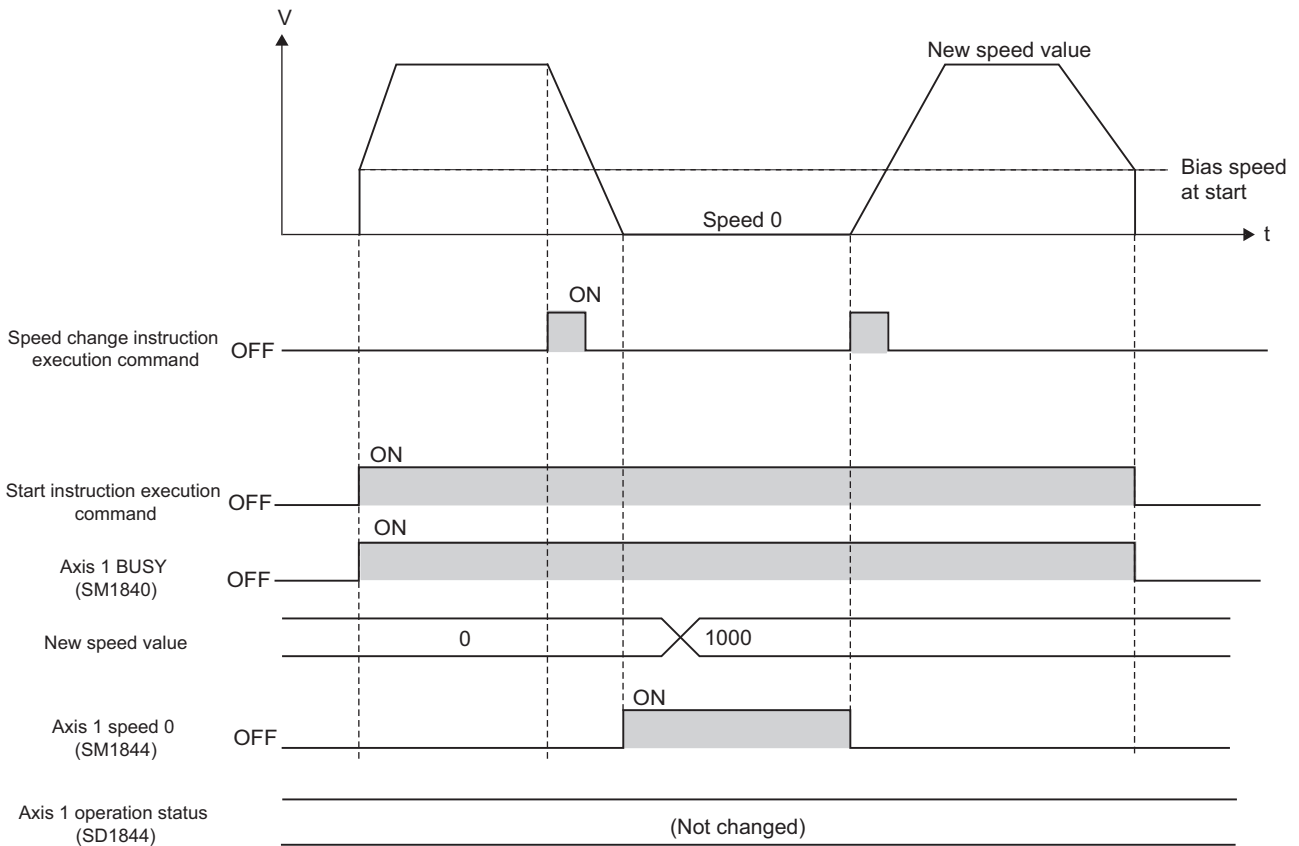 V
New speed value
Bias speed
at start
Speed 0
t
ON
Speed change instruction
execution command
OFF
ON
Start instruction execution
command
OFF
ON
Axis 1 BUSY
(SM1840)
OFF
New speed value
0
1000
ON
Axis 1 speed 0
(SM1844)
OFF
Axis 1 operation status
(SD1844)
(Not changed)